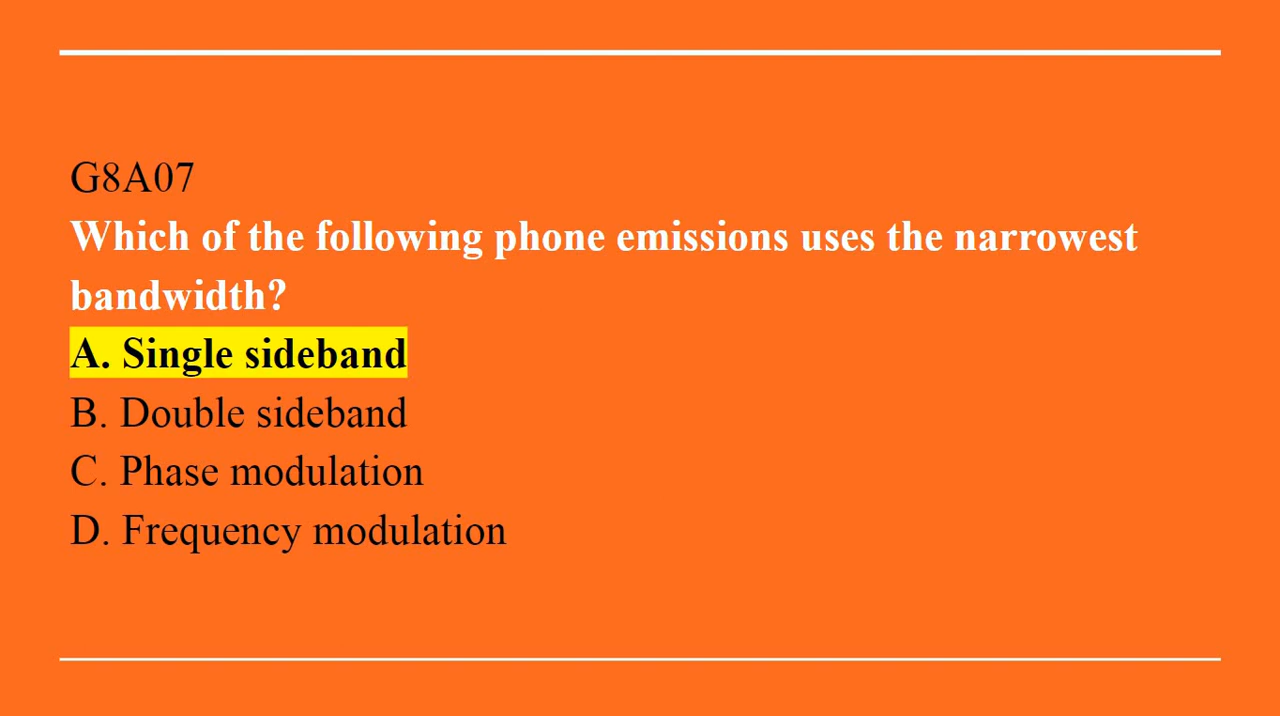 G8A07
Which of the following phone emissions uses the narrowest
bandwidth?
A. Single sideband
B. Double sideband
C. Phase modulation
D. Frequency modulation